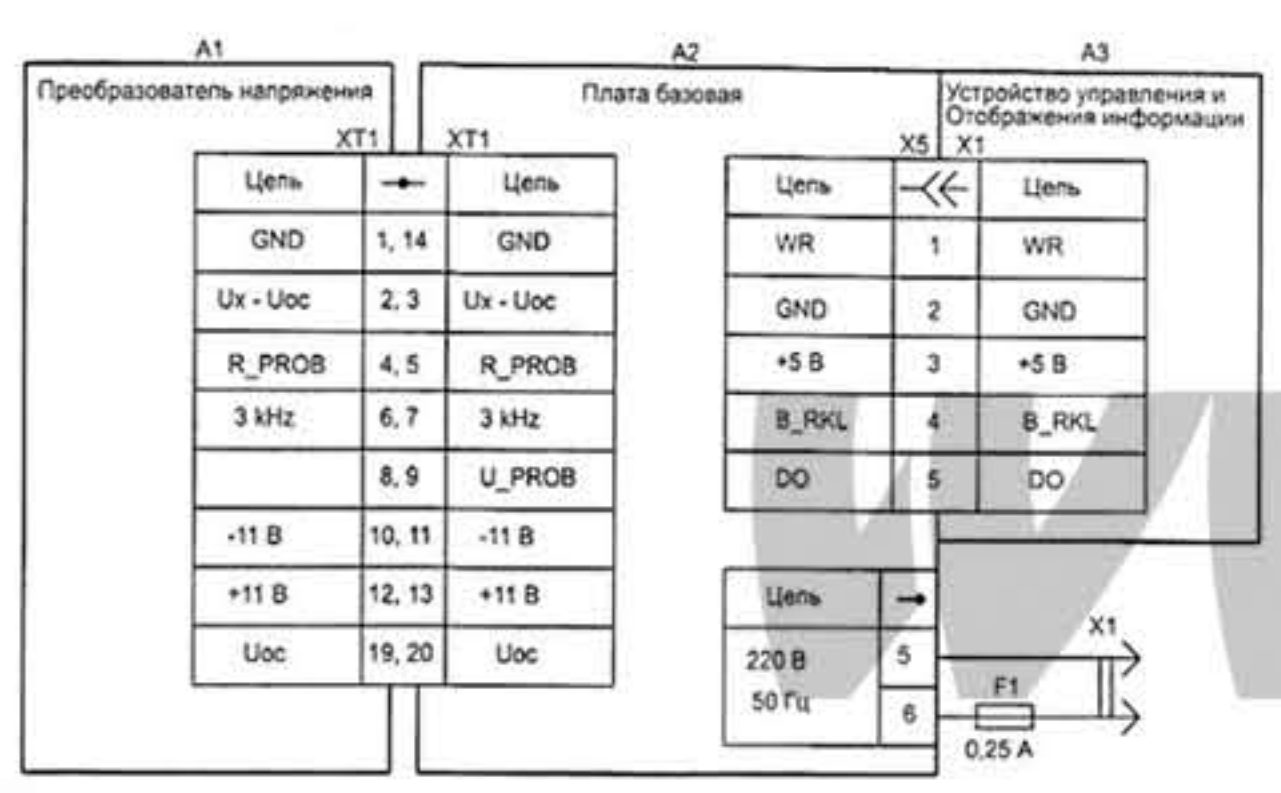 A1
A2
A3
Преобразователь напряжения
Плата базовая
Устройство управления и
Отображения информации
XT1 XT1
X5 X1
Цепь Цепь
GND 1, 14 GND
Ux - Uoc 2, 3 Ux - Uoc
R_PROB 4, 5 R_PROB
3 kHz 6, 7 3 kHz
8, 9 U_PROB
-11 В 10, 11 -11 В
+11 В 12, 13 +11 В
Uoc 19, 20 Uoc
Цепь Цепь
WR 1 WR
GND 2 GND
+5 В 3 +5 В
B_RKL 4 B_RKL
DO 5 DO
Цепь
220 В 5
50 Гц 6
X1
F1
0,25 А